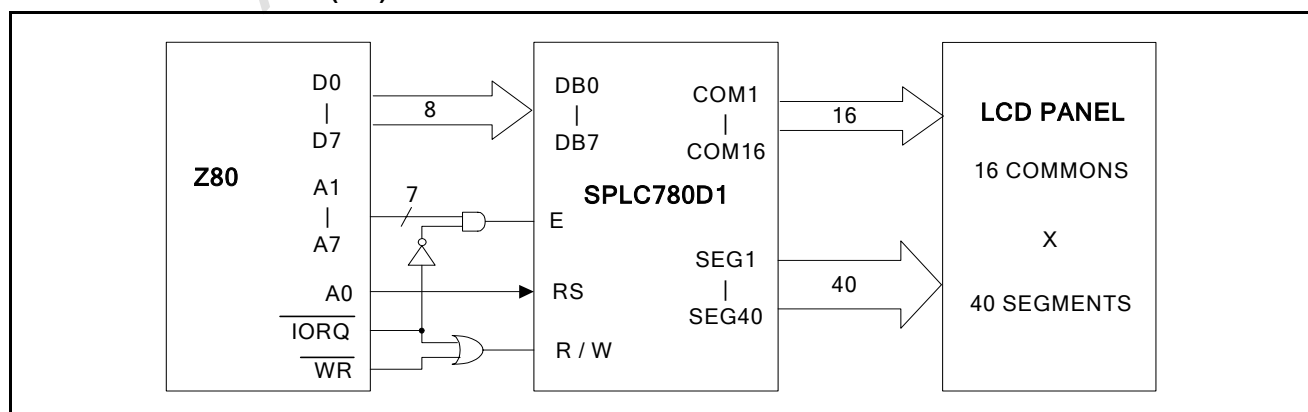 Z80
D0
|
D7
A1
|
A7
A0
IORQ
WR
8
7
SPLC780D1
DB0
|
DB7
E
RS
R / W
COM1
|
COM16
SEG1
|
SEG40
16
40
LCD PANEL
16 COMMONS
X
40 SEGMENTS